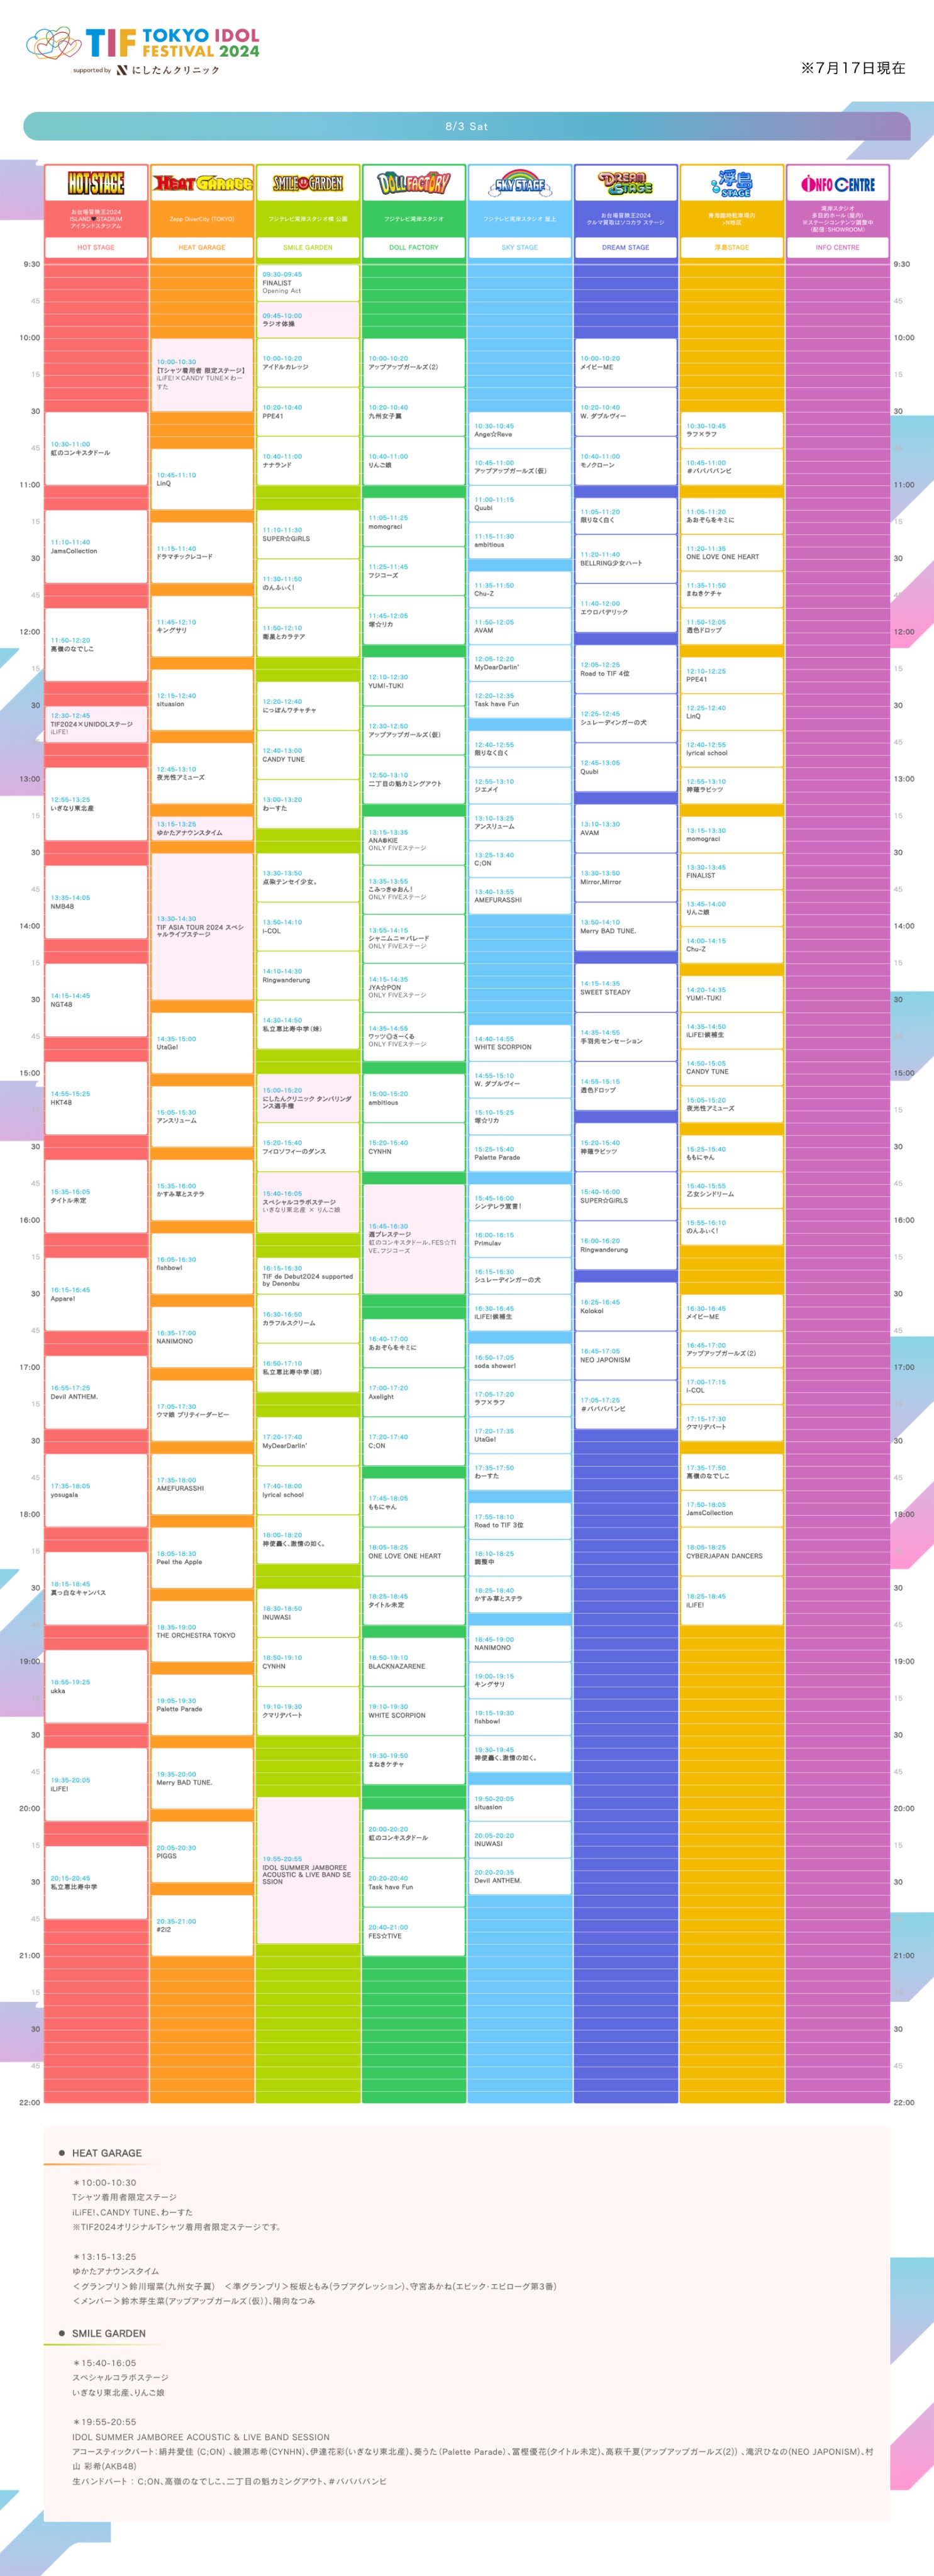 TIF TOKYO IDOL
FESTIVAL 2024
supported by にしたんクリニック
※7月17日現在
8/3 Sat
HOT STAGE
お台場冒険王2024
ISLAND♥STADIUM
アイランドスタジアム
HOT STAGE
HEAT GARAGE
Zepp DiverCity (TOKYO)
HEAT GARAGE
SMILE GARDEN
フジテレビ湾岸スタジオ横 公園
SMILE GARDEN
DOLL FACTORY
フジテレビ湾岸スタジオ
DOLL FACTORY
SKY STAGE
フジテレビ湾岸スタジオ 屋上
SKY STAGE
DREAM STAGE
お台場冒険王2024
クルマ買取はソコカラ ステージ
DREAM STAGE
浮島 STAGE
青海臨時駐車場内
浮島STAGE
INFO CENTRE
湾岸スタジオ
多目的ホール(屋内)
※ステージコンテンツ調整中
(配信:SHOWROOM)
INFO CENTRE
9:30
45
10:00
15
30
45
11:00
15
30
45
12:00
15
30
45
13:00
15
30
45
14:00
15
30
45
15:00
15
30
45
16:00
15
30
45
17:00
15
30
45
18:00
15
30
45
19:00
15
30
45
20:00
15
30
45
21:00
15
30
45
22:00
10:30-11:00
虹のコンキスタドール
11:10-11:40
JamsCollection
11:50-12:20
高嶺のなでしこ
12:30-12:45
TIF2024×UNIDOLステージ
iLiFE!
12:55-13:25
いぎなり東北産
13:35-14:05
NMB48
14:15-14:45
NGT48
14:55-15:25
HKT48
15:35-16:05
タイトル未定
16:15-16:45
Appare!
16:55-17:25
Devil ANTHEM.
17:35-18:05
yosugala
18:15-18:45
真っ白なキャンバス
18:55-19:25
ukka
19:35-20:05
iLiFE!
20:15-20:45
私立恵比寿中学
10:00-10:30
【Tシャツ着用者 限定ステージ】
iLiFE!×CANDY TUNE×わー
すた
10:45-11:10
LinQ
11:15-11:40
ドラマチックレコード
11:45-12:10
キングサリ
12:15-12:40
situasion
12:45-13:10
夜光性アミューズ
13:15-13:25
ゆかたアナウンスタイム
13:30-14:30
TIF ASIA TOUR 2024 スペシ
ャルライブステージ
14:35-15:00
UtaGe!
15:05-15:30
アンスリューム
15:35-16:00
かすみ草とステラ
16:05-16:30
fishbowl
16:35-17:00
NANIMONO
17:05-17:30
ウマ娘 プリティーダービー
17:35-18:00
AMEFURASSHI
18:05-18:30
Peel the Apple
18:35-19:00
THE ORCHESTRA TOKYO
19:05-19:30
Palette Parade
19:35-20:00
Merry BAD TUNE.
20:05-20:30
PIGGS
20:35-21:00
#2i2
09:30-09:45
FINALIST
Opening Act
09:45-10:00
ラジオ体操
10:00-10:20
アイドルカレッジ
10:20-10:40
PPE41
10:40-11:00
ナナランド
11:10-11:30
SUPER☆GiRLS
11:30-11:50
のんふぃく!
11:50-12:10
衛星とカラテア
12:20-12:40
にっぽんワチャチャ
12:40-13:00
CANDY TUNE
13:00-13:20
わーすた
13:30-13:50
点染テンセイ少女。
13:50-14:10
i-COL
14:10-14:30
Ringwanderung
14:30-14:50
私立恵比寿中学(妹)
15:00-15:20
にしたんクリニック タンバリンダ
ンス選手権
15:20-15:40
フィロソフィーのダンス
15:40-16:05
スペシャルコラボステージ
いぎなり東北産 × りんご娘
16:15-16:30
TIF de Debut2024 supported
by Denonbu
16:30-16:50
カラフルスクリーム
16:50-17:10
私立恵比寿中学(姉)
17:20-17:40
MyDearDarlin'
17:40-18:00
lyrical school
18:00-18:20
神使轟く、激情の如く。
18:30-18:50
INUWASI
18:50-19:10
CYNHN
19:10-19:30
クマリデパート
19:55-20:55
IDOL SUMMER JAMBOREE
ACOUSTIC & LIVE BAND SE
SSION
10:00-10:20
アップアップガールズ(2)
10:20-10:40
九州女子翼
10:40-11:00
りんご娘
11:05-11:25
momograci
11:25-11:45
フジコーズ
11:45-12:05
塚☆リカ
12:10-12:30
YUMI-TUKI
12:30-12:50
アップアップガールズ(仮)
12:50-13:10
二丁目の魁カミングアウト
13:15-13:35
ONLY FIVEステージ
13:35-13:55
こみっきゅおん!
ONLY FIVEステージ
13:55-14:15
シャニムニ=パレード
ONLY FIVEステージ
14:15-14:35
JYA☆PON
ONLY FIVEステージ
14:35-14:55
ワッツ◎さーくる
ONLY FIVEステージ
15:00-15:20
ambitious
15:20-15:40
CYNHN
15:45-16:30
週プレステージ
虹のコンキスタドール、FES☆TI
VE、フジコーズ
16:40-17:00
あおぞらをキミに
17:00-17:20
Axelight
17:20-17:40
C;ON
17:45-18:05
ももにゃん
18:05-18:25
ONE LOVE ONE HEART
18:25-18:45
タイトル未定
18:50-19:10
BLACKNAZARENE
19:10-19:30
WHITE SCORPION
19:30-19:50
まねきケチャ
20:00-20:20
虹のコンキスタドール
20:20-20:40
Task have Fun
20:40-21:00
FES☆TIVE
10:30-10:45
Ange☆Reve
10:45-11:00
アップアップガールズ(仮)
11:00-11:15
Quubi
11:15-11:30
ambitious
11:35-11:50
Chu-Z
11:50-12:05
AVAM
12:05-12:20
MyDearDarlin'
12:20-12:35
Task have Fun
12:40-12:55
限りなく白く
12:55-13:10
ジエメイ
13:10-13:25
アンスリューム
13:25-13:40
C;ON
13:40-13:55
AMEFURASSHI
14:40-14:55
WHITE SCORPION
14:55-15:10
W. ダブルヴィー
15:10-15:25
塚☆リカ
15:25-15:40
Palette Parade
15:45-16:00
シンデレラ宣言!
16:00-16:15
Primulav
16:15-16:30
シュレーディンガーの犬
16:30-16:45
iLiFE!候補生
16:50-17:05
soda shower!
17:05-17:20
ラフ×ラフ
17:20-17:35
UtaGe!
17:35-17:50
わーすた
17:55-18:10
Road to TIF 3位
18:10-18:25
調整中
18:25-18:40
かすみ草とステラ
18:45-19:00
NANIMONO
19:00-19:15
キングサリ
19:15-19:30
fishbowl
19:30-19:45
神使轟く、激情の如く。
19:50-20:05
situasion
20:05-20:20
INUWASI
20:20-20:35
Devil ANTHEM.
10:00-10:20
メイビーME
10:20-10:40
W. ダブルヴィー
10:40-11:00
モノクローン
11:05-11:20
限りなく白く
11:20-11:40
BELLRING少女ハート
11:40-12:00
エウロパデリック
12:05-12:25
Road to TIF 4位
12:25-12:45
シュレーディンガーの犬
12:45-13:05
Quubi
13:10-13:30
AVAM
13:30-13:50
Mirror,Mirror
13:50-14:10
Merry BAD TUNE.
14:15-14:35
SWEET STEADY
14:35-14:55
手羽先センセーション
14:55-15:15
透色ドロップ
15:20-15:40
神薙ラビッツ
15:40-16:00
SUPER☆GiRLS
16:00-16:20
Ringwanderung
16:25-16:45
Kolokol
16:45-17:05
NEO JAPONISM
17:05-17:25
#ババババンビ
10:30-10:45
ラフ×ラフ
10:45-11:00
#ババババンビ
11:05-11:20
あおぞらをキミに
11:20-11:35
ONE LOVE ONE HEART
11:35-11:50
まねきケチャ
11:50-12:05
透色ドロップ
12:10-12:25
PPE41
12:25-12:40
LinQ
12:40-12:55
lyrical school
12:55-13:10
神薙ラビッツ
13:15-13:30
momograci
13:30-13:45
FINALIST
13:45-14:00
りんご娘
14:00-14:15
Chu-Z
14:20-14:35
YUMI-TUKI
14:35-14:50
iLiFE!候補生
14:50-15:05
CANDY TUNE
15:05-15:20
夜光性アミューズ
15:25-15:40
ももにゃん
15:40-15:55
乙女シンドリーム
15:55-16:10
のんふぃく!
16:30-16:45
メイビーME
16:45-17:00
アップアップガールズ(2)
17:00-17:15
i-COL
17:15-17:30
クマリデパート
17:35-17:50
高嶺のなでしこ
17:50-18:05
JamsCollection
18:05-18:25
CYBERJAPAN DANCERS
18:25-18:45
iLiFE!
9:30
45
10:00
15
30
11:00
15
30
12:00
15
30
45
13:00
15
30
45
14:00
15
30
45
15:00
15
30
45
16:00
15
30
45
17:00
30
45
18:00
30
45
19:00
15
30
45
20:00
15
30
21:00
30
45
22:00
● HEAT GARAGE
＊10:00-10:30
Tシャツ着用者限定ステージ
iLiFE!、CANDY TUNE、わーすた
※TIF2024オリジナルTシャツ着用者限定ステージです。
＊13:15-13:25
ゆかたアナウンスタイム
＜グランプリ＞鈴川瑠菜(九州女子翼)　＜準グランプリ＞桜坂ともみ(ラブアグレッション)、守宮あかね(エピック・エピローグ第3番)
＜メンバー＞鈴木芽生菜(アップアップガールズ(仮))、陽向なつみ
● SMILE GARDEN
＊15:40-16:05
スペシャルコラボステージ
いぎなり東北産、りんご娘
＊19:55-20:55
IDOL SUMMER JAMBOREE ACOUSTIC & LIVE BAND SESSION
アコースティックパート:絹井愛佳 (C;ON) 、綾瀬志希(CYNHN)、伊達花彩(いぎなり東北産)、葵うた(Palette Parade)、冨樫優花(タイトル未定)、高萩千夏(アップアップガールズ(2)) 、滝沢ひなの(NEO JAPONISM)、村
山 彩希(AKB48)
生バンドパート : C;ON、高嶺のなでしこ、二丁目の魁カミングアウト、#ババババンビ